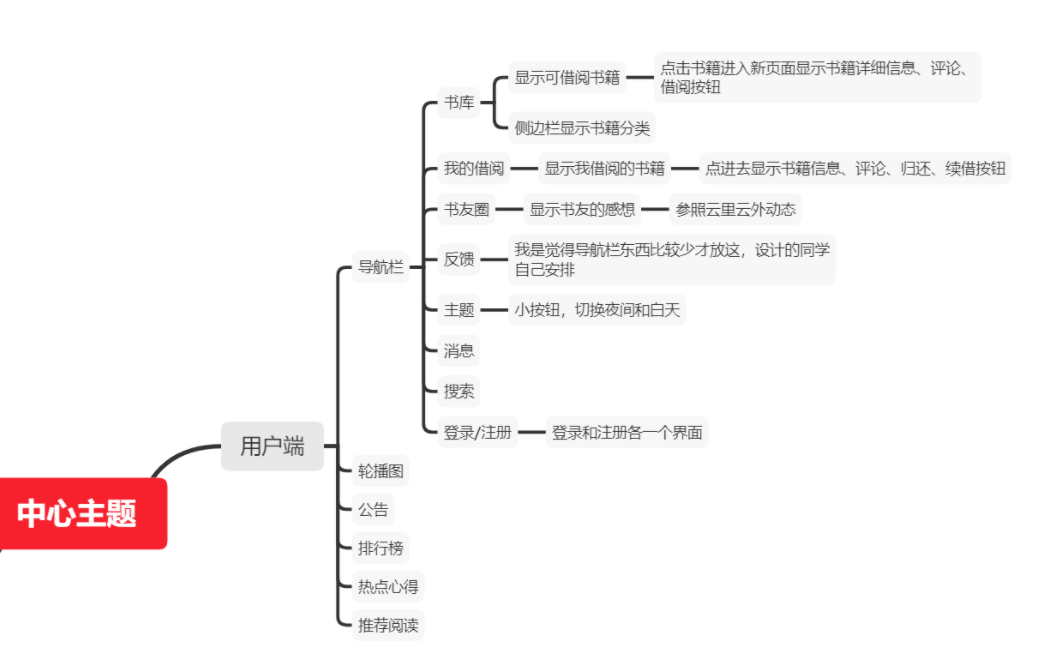 显示可借阅书籍
点击书籍进入新页面显示书籍详细信息、评论、
借阅按钮
书库
侧边栏显示书籍分类
我的借阅
显示我借阅的书籍
点进去显示书籍信息、评论、归还、续借按钮
书友圈
显示书友的感想
参照云里云外动态
导航栏
反馈
我是觉得导航栏东西比较少才放这，设计的同学
自己安排
主题
小按钮，切换夜间和白天
消息
搜索
登录/注册
登录和注册各一个界面
用户端
轮播图
中心主题
公告
排行榜
热点心得
推荐阅读